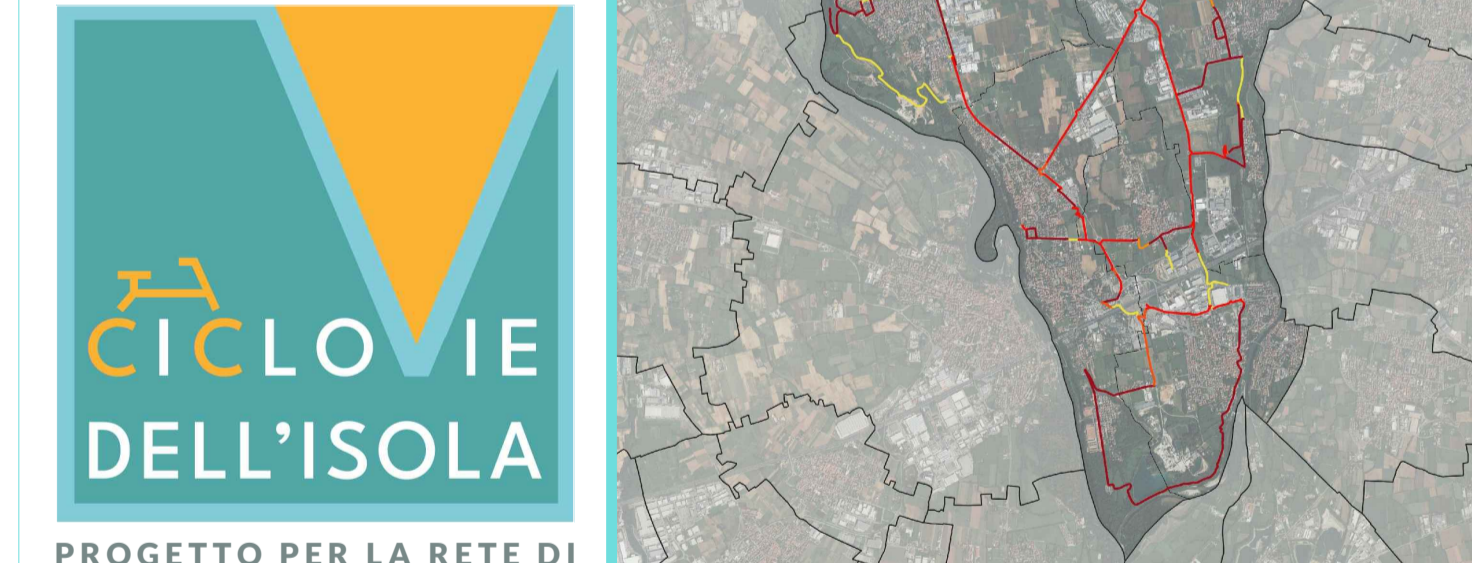 CICLOVIE
DELL'ISOLA
PROGETTO PER LA RETE DI